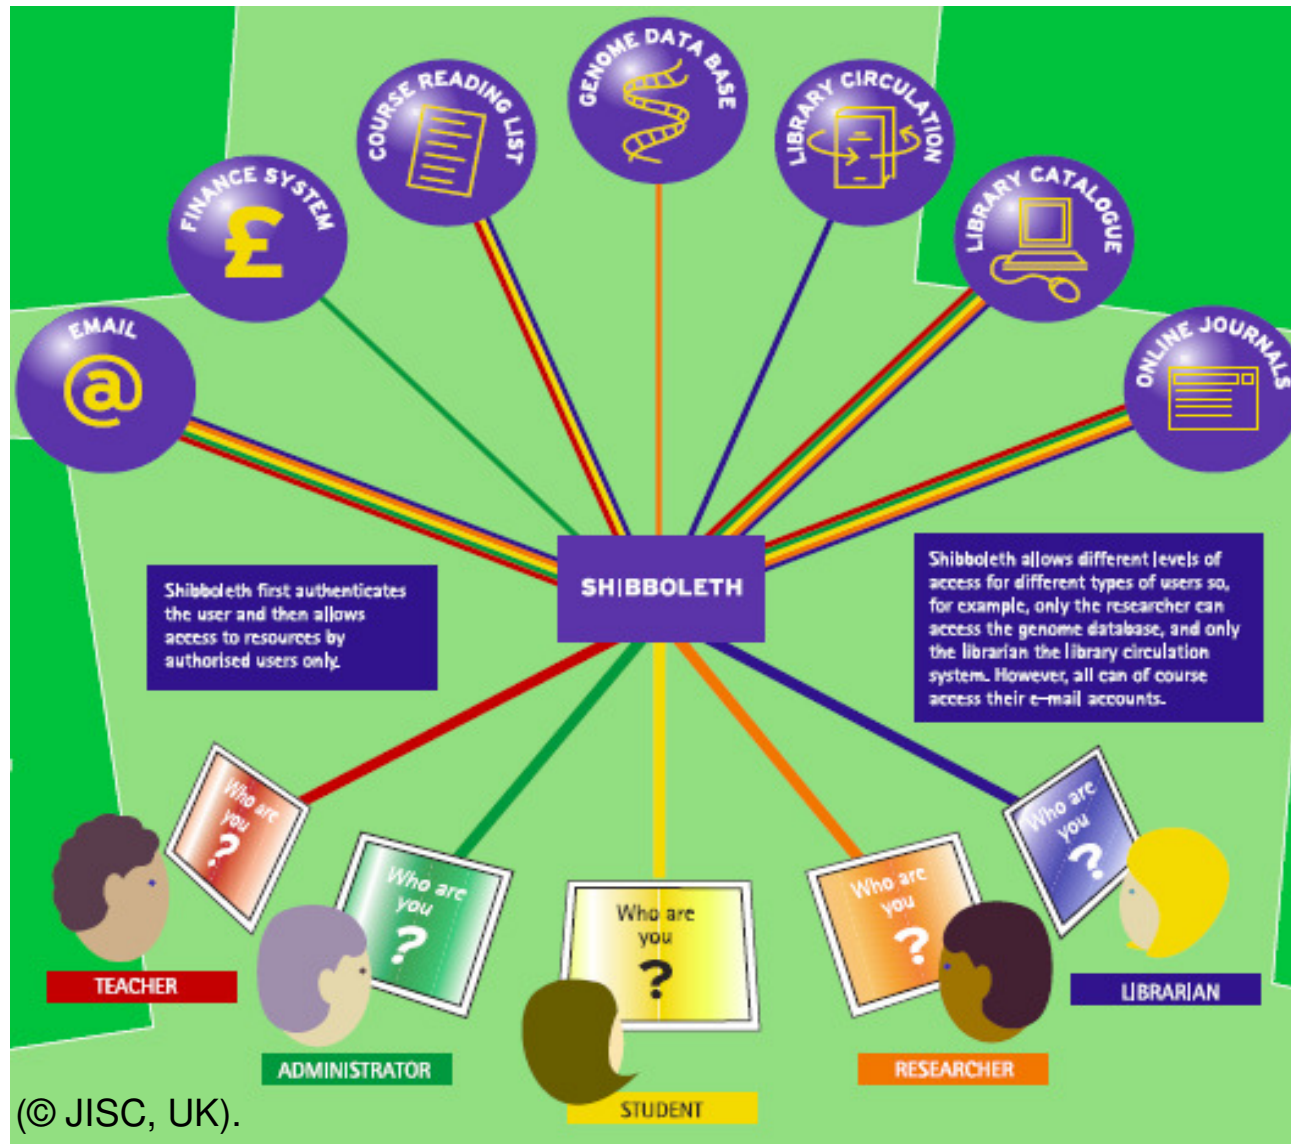 EMAIL
@
FINANCE SYSTEM
£
COURSE READING LIST
GENOME DATA BASE
LIBRARY CIRCULATION
LIBRARY CATALOGUE
ONLINE JOURNALS
SHIBBOLETH
Shibboleth first authenticates
the user and then allows
access to resources by
authorised users only.
Shibboleth allows different levels of
access for different types of users so,
for example, only the researcher can
access the genome database, and only
the librarian the library circulation
system. However, all can of course
access their e-mail accounts.
Who are
you
?
TEACHER
Who are
you
?
ADMINISTRATOR
Who are
you
?
STUDENT
Who are
you
?
RESEARCHER
Who are
you
?
LIBRARIAN
(© JISC, UK).